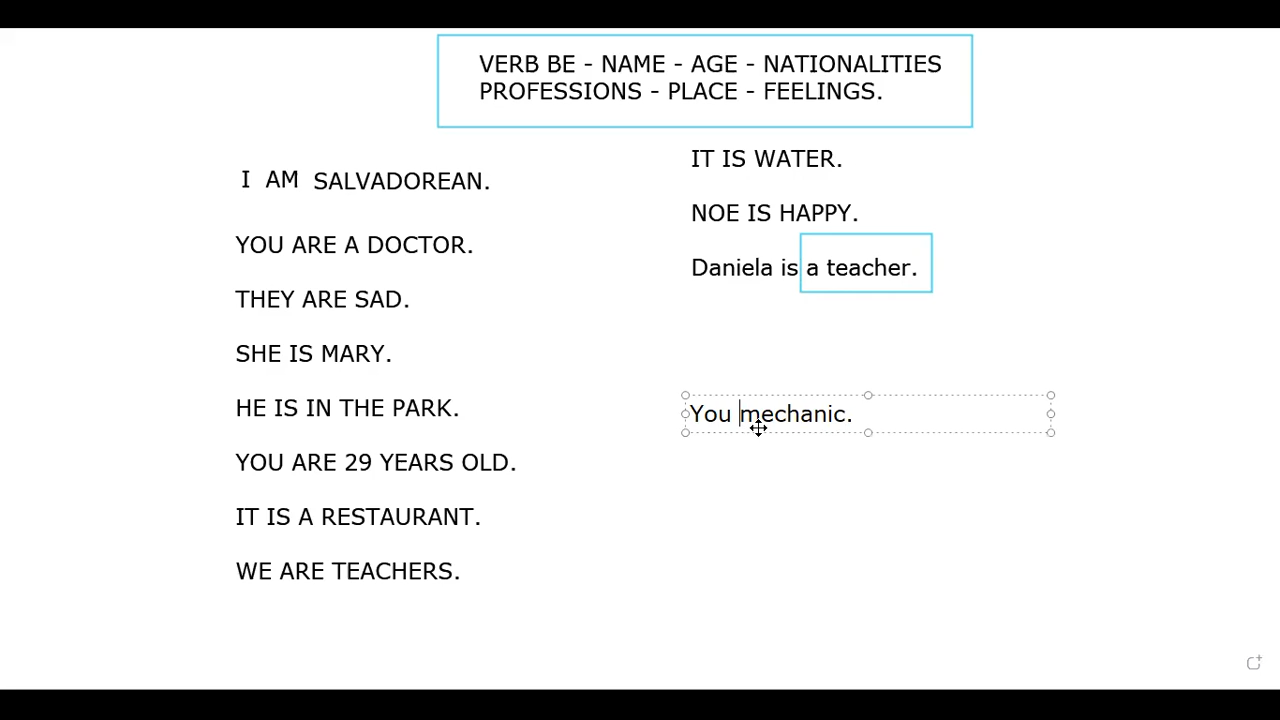 VERB BE - NAME - AGE - NATIONALITIES
PROFESSIONS - PLACE - FEELINGS.
I AM SALVADOREAN.
YOU ARE A DOCTOR.
THEY ARE SAD.
SHE IS MARY.
HE IS IN THE PARK.
YOU ARE 29 YEARS OLD.
IT IS A RESTAURANT.
WE ARE TEACHERS.
IT IS WATER.
NOE IS HAPPY.
Daniela is a teacher.
You mechanic.